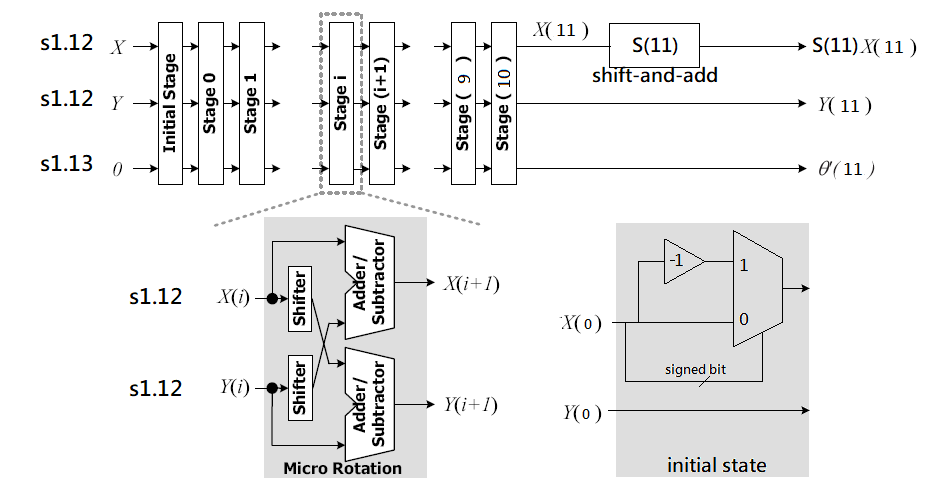 s1.12 X Initial Stage Stage 0 Stage 1 Stage i Stage (i+1) Stage( 9 ) Stage( 10 ) X(11) S(11) S(11)X(11)
shift-and-add
s1.12 Y Y(11)
s1.13 0 θ'(11)
s1.12 X(i) Shifter Adder/
Subtractor X(i+1)
s1.12 Y(i) Shifter Adder/
Subtractor Y(i+1)
Micro Rotation
-1 1
X(0) 0
signed bit
Y(0)
initial state